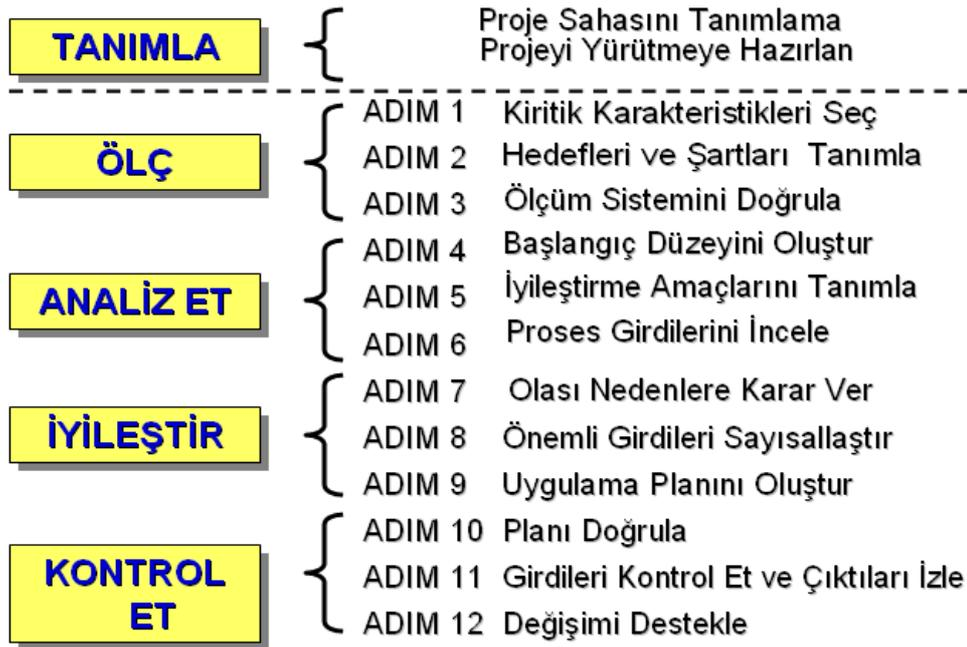 TANIMLA
Proje Sahasını Tanımlama
Projeyi Yürütmeye Hazırlan
ÖLÇ
ADIM 1 Kiritik Karakteristikleri Seç
ADIM 2 Hedefleri ve Şartları Tanımla
ADIM 3 Ölçüm Sistemini Doğrula
ANALİZ ET
ADIM 4 Başlangıç Düzeyini Oluştur
ADIM 5 İyileştirme Amaçlarını Tanımla
ADIM 6 Proses Girdilerini İncele
İYİLEŞTİR
ADIM 7 Olası Nedenlere Karar Ver
ADIM 8 Önemli Girdileri Sayısallaştır
ADIM 9 Uygulama Planını Oluştur
KONTROL
ET
ADIM 10 Planı Doğrula
ADIM 11 Girdileri Kontrol Et ve Çıktıları İzle
ADIM 12 Değişimi Destekle